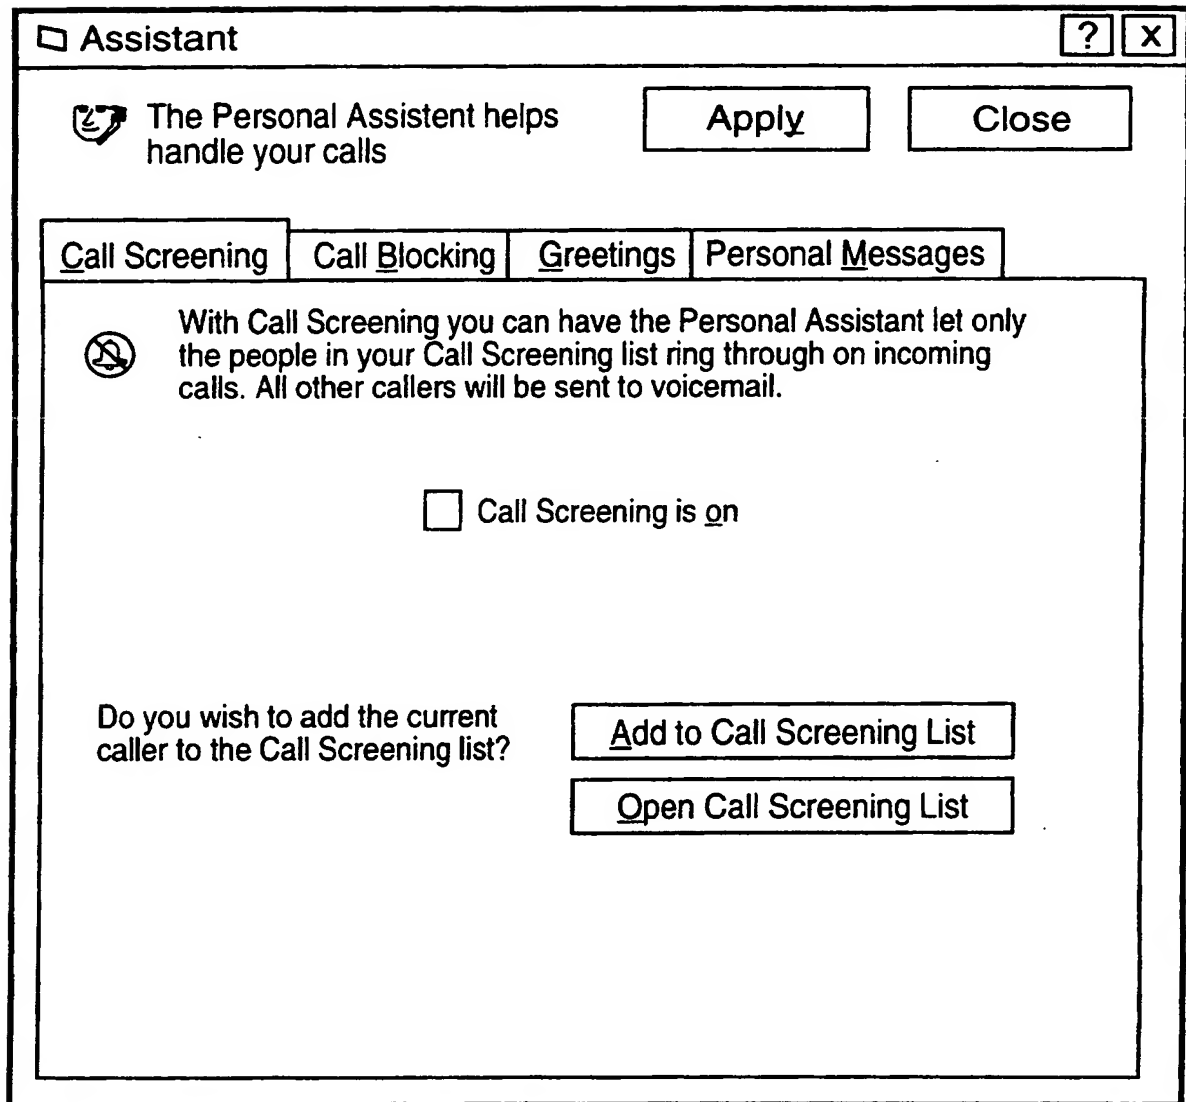 Assistant ? X
The Personal Assistent helps
handle your calls
Apply Close
Call Screening Call Blocking Greetings Personal Messages
With Call Screening you can have the Personal Assistant let only
the people in your Call Screening list ring through on incoming
calls. All other callers will be sent to voicemail.
Call Screening is on
Do you wish to add the current
caller to the Call Screening list?
Add to Call Screening List
Open Call Screening List